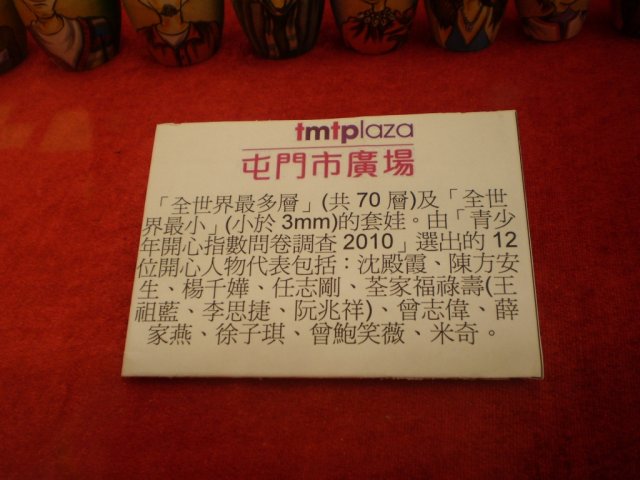 tmtplaza
屯門市廣場
「全世界最多層」(共 70 層)及「全世
界最小」(小於 3mm)的套娃。由「青少
年開心指數問卷調查 2010」選出的 12
位開心人物代表包括：沈殿霞、陳方安
生、楊千嬅、任志剛、荃家福祿壽(王
祖藍、李思捷、阮兆祥)、曾志偉、薛
家燕、徐子琪、曾鮑笑薇、米奇。